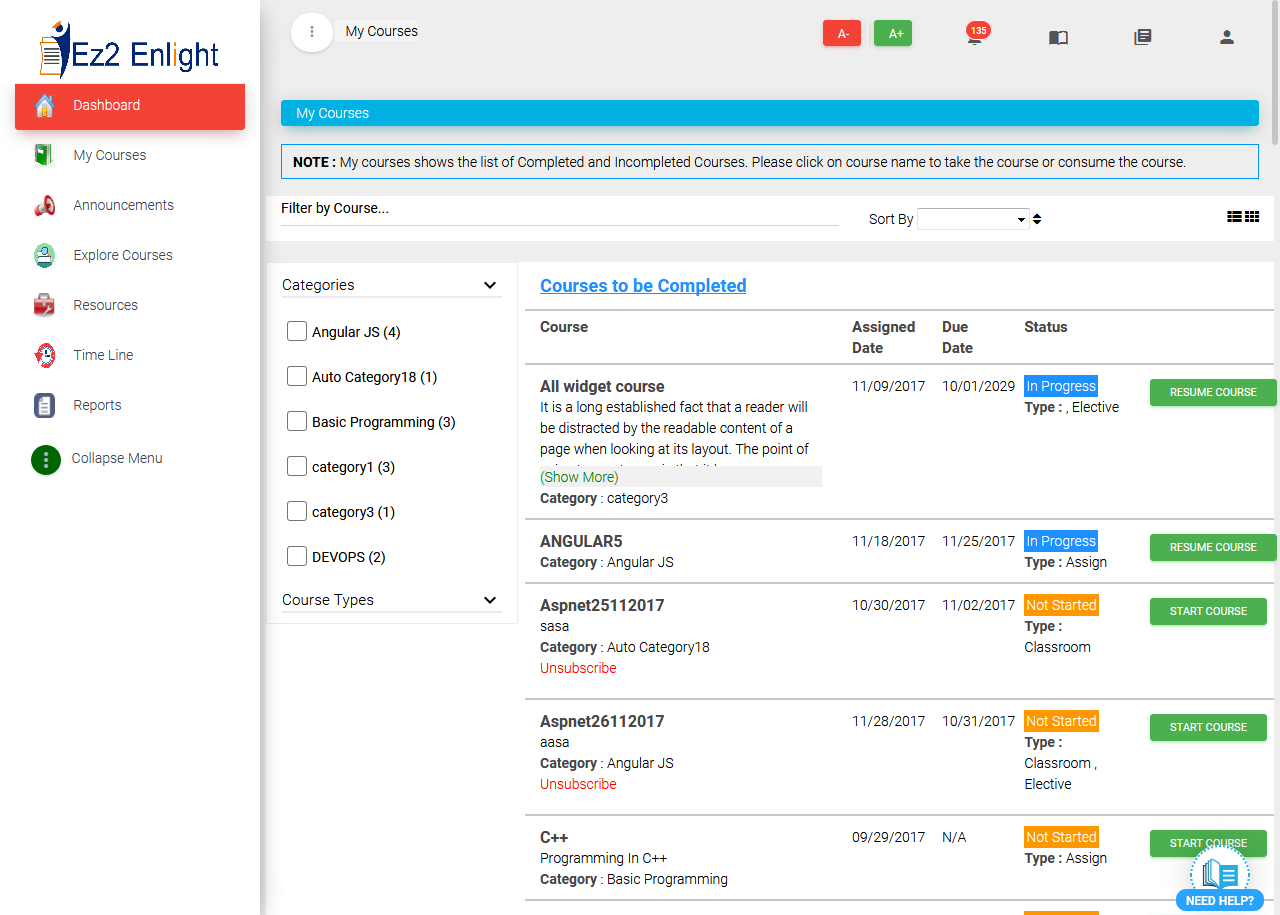 Ez2 Enlight
Dashboard
My Courses
Announcements
Explore Courses
Resources
Time Line
Reports
Collapse Menu
My Courses
A-
A+
135
My Courses
NOTE : My courses shows the list of Completed and Incompleted Courses. Please click on course name to take the course or consume the course.
Filter by Course...
Sort By
Categories
Angular JS (4)
Auto Category18 (1)
Basic Programming (3)
category1 (3)
category3 (1)
DEVOPS (2)
Course Types
Courses to be Completed
Course
Assigned Date
Due Date
Status
All widget course
It is a long established fact that a reader will
be distracted by the readable content of a
page when looking at its layout. The point of
(Show More)
Category : category3
11/09/2017
10/01/2029
In Progress
Type : , Elective
RESUME COURSE
ANGULAR5
Category : Angular JS
11/18/2017
11/25/2017
In Progress
Type : Assign
RESUME COURSE
Aspnet25112017
sasa
Category : Auto Category18
Unsubscribe
10/30/2017
11/02/2017
Not Started
Type :
Classroom
START COURSE
Aspnet26112017
aasa
Category : Angular JS
Unsubscribe
11/28/2017
10/31/2017
Not Started
Type :
Classroom ,
Elective
START COURSE
C++
Programming In C++
Category : Basic Programming
09/29/2017
N/A
Not Started
Type : Assign
START COURSE
NEED HELP?